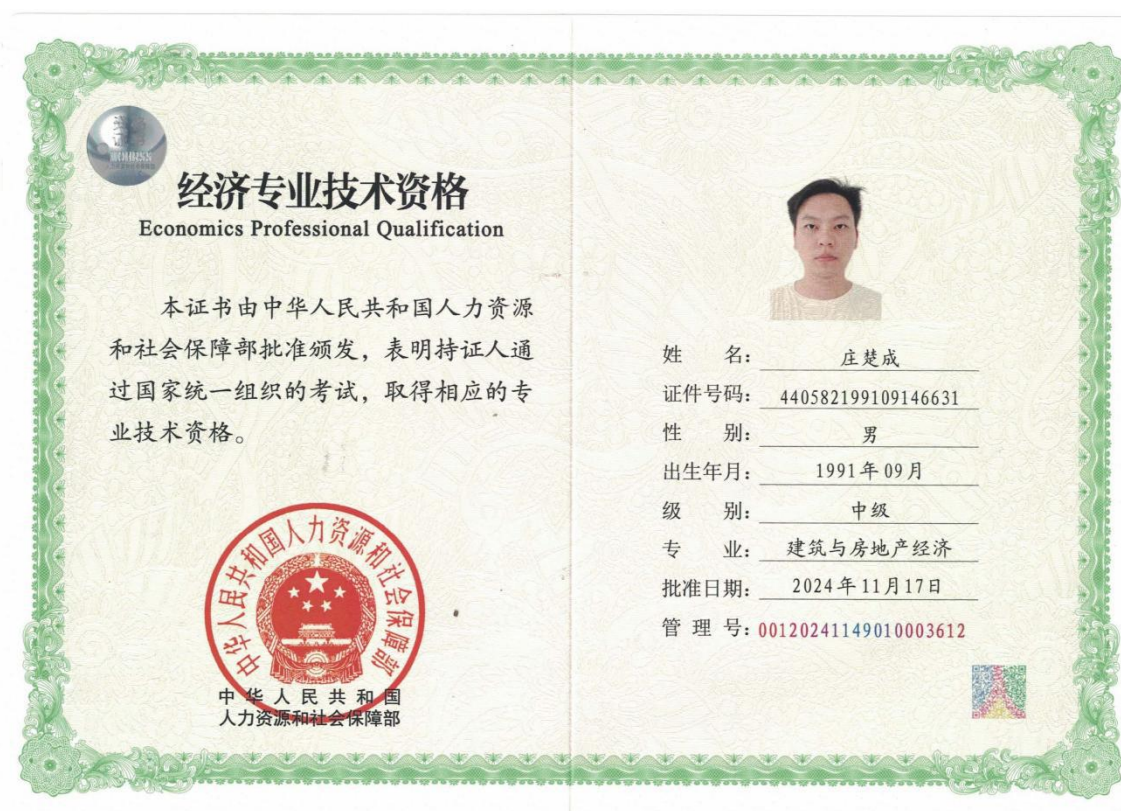 经济专业技术资格
Economics Professional Qualification
本证书由中华人民共和国人力资源
和社会保障部批准颁发，表明持证人通
过国家统一组织的考试，取得相应的专
业技术资格。
中华人民共和国人力资源和社会保障部
中华人民共和国
人力资源和社会保障部
姓 名：庄楚成
证件号码：440582199109146631
性 别：男
出生年月：1991年09月
级 别：中级
专 业：建筑与房地产经济
批准日期：2024年11月17日
管 理 号：00120241149010003612